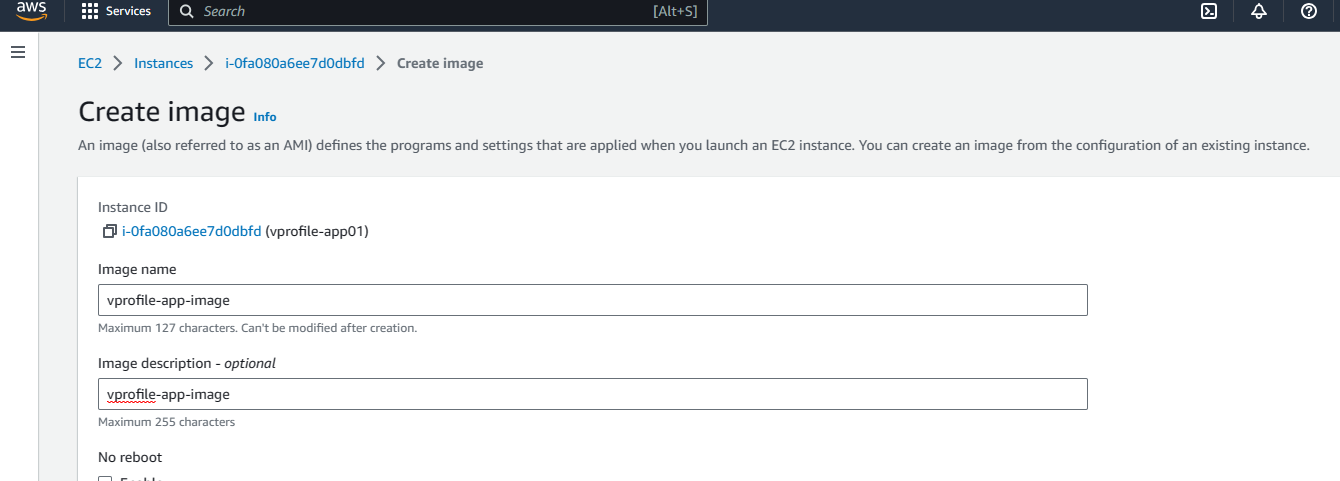 aws
Services
Search [Alt+S]
EC2 > Instances > i-0fa080a6ee7d0dbfd > Create image
Create image Info
An image (also referred to as an AMI) defines the programs and settings that are applied when you launch an EC2 instance. You can create an image from the configuration of an existing instance.
Instance ID
i-0fa080a6ee7d0dbfd (vprofile-app01)
Image name
vprofile-app-image
Maximum 127 characters. Can't be modified after creation.
Image description - optional
vprofile-app-image
Maximum 255 characters
No reboot